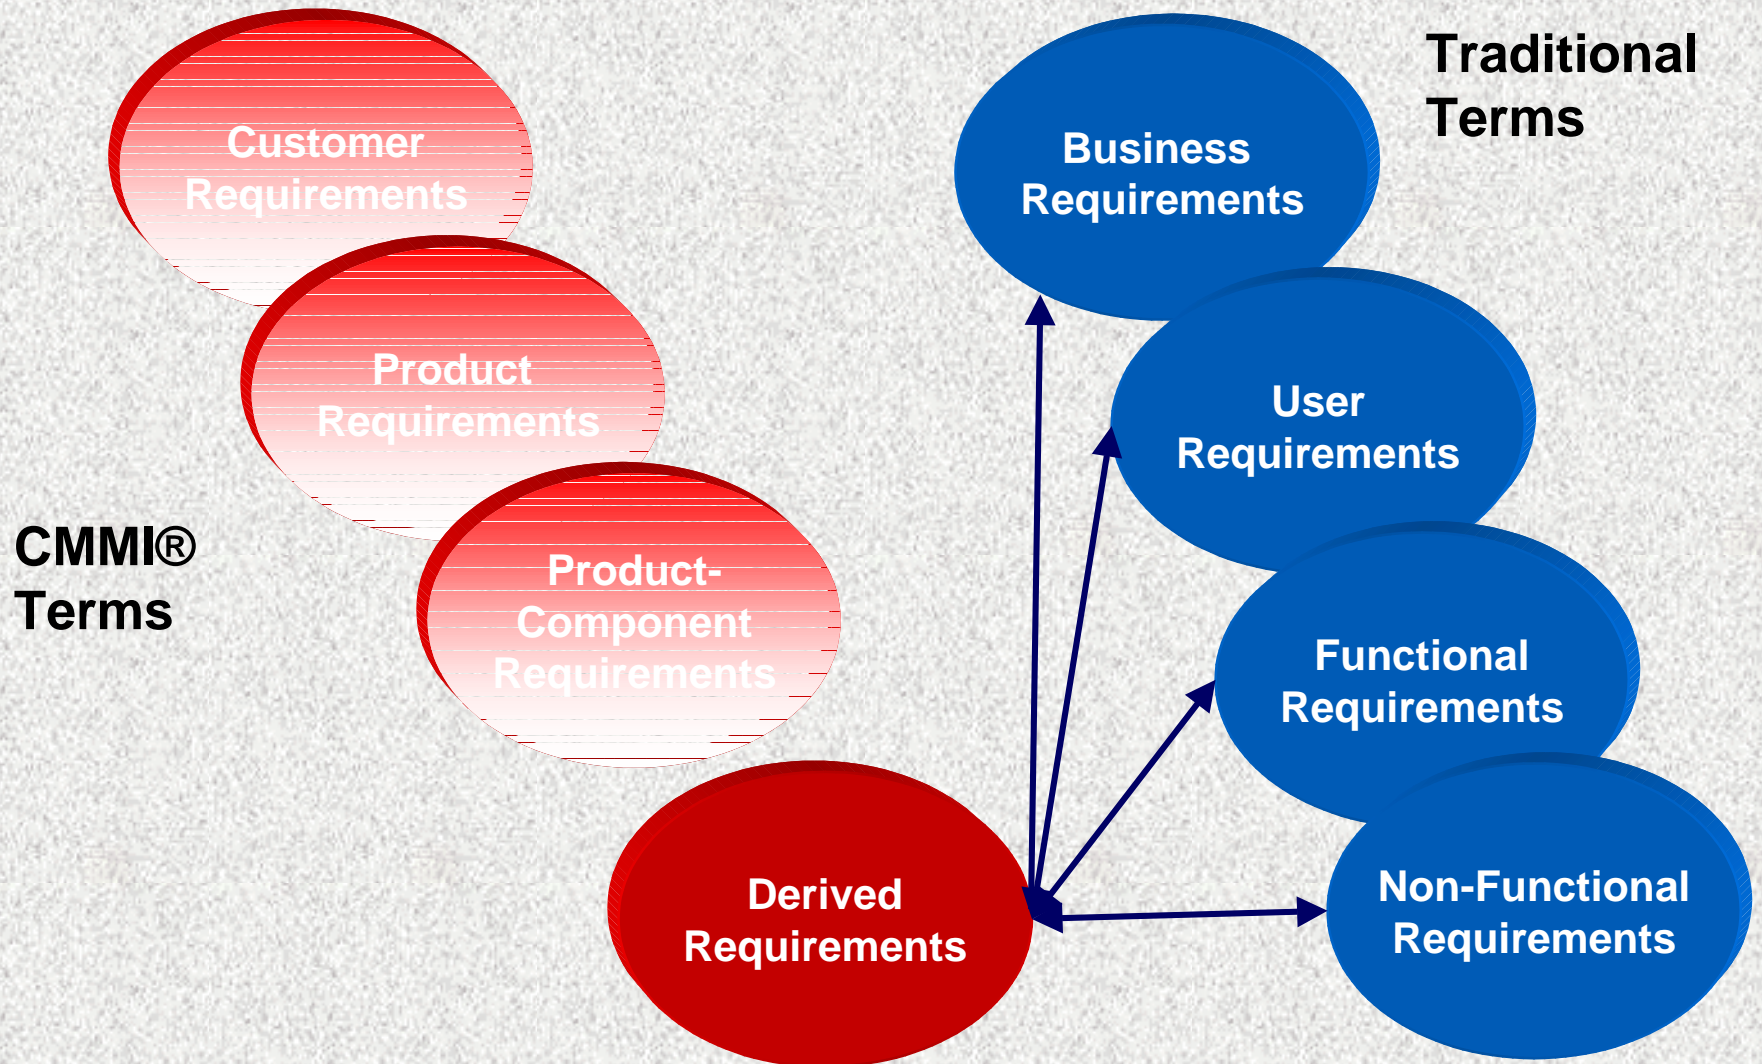 Customer
Requirements
Product
Requirements
CMMI®
Terms
Product-
Component
Requirements
Derived
Requirements
Traditional
Terms
Business
Requirements
User
Requirements
Functional
Requirements
Non-Functional
Requirements